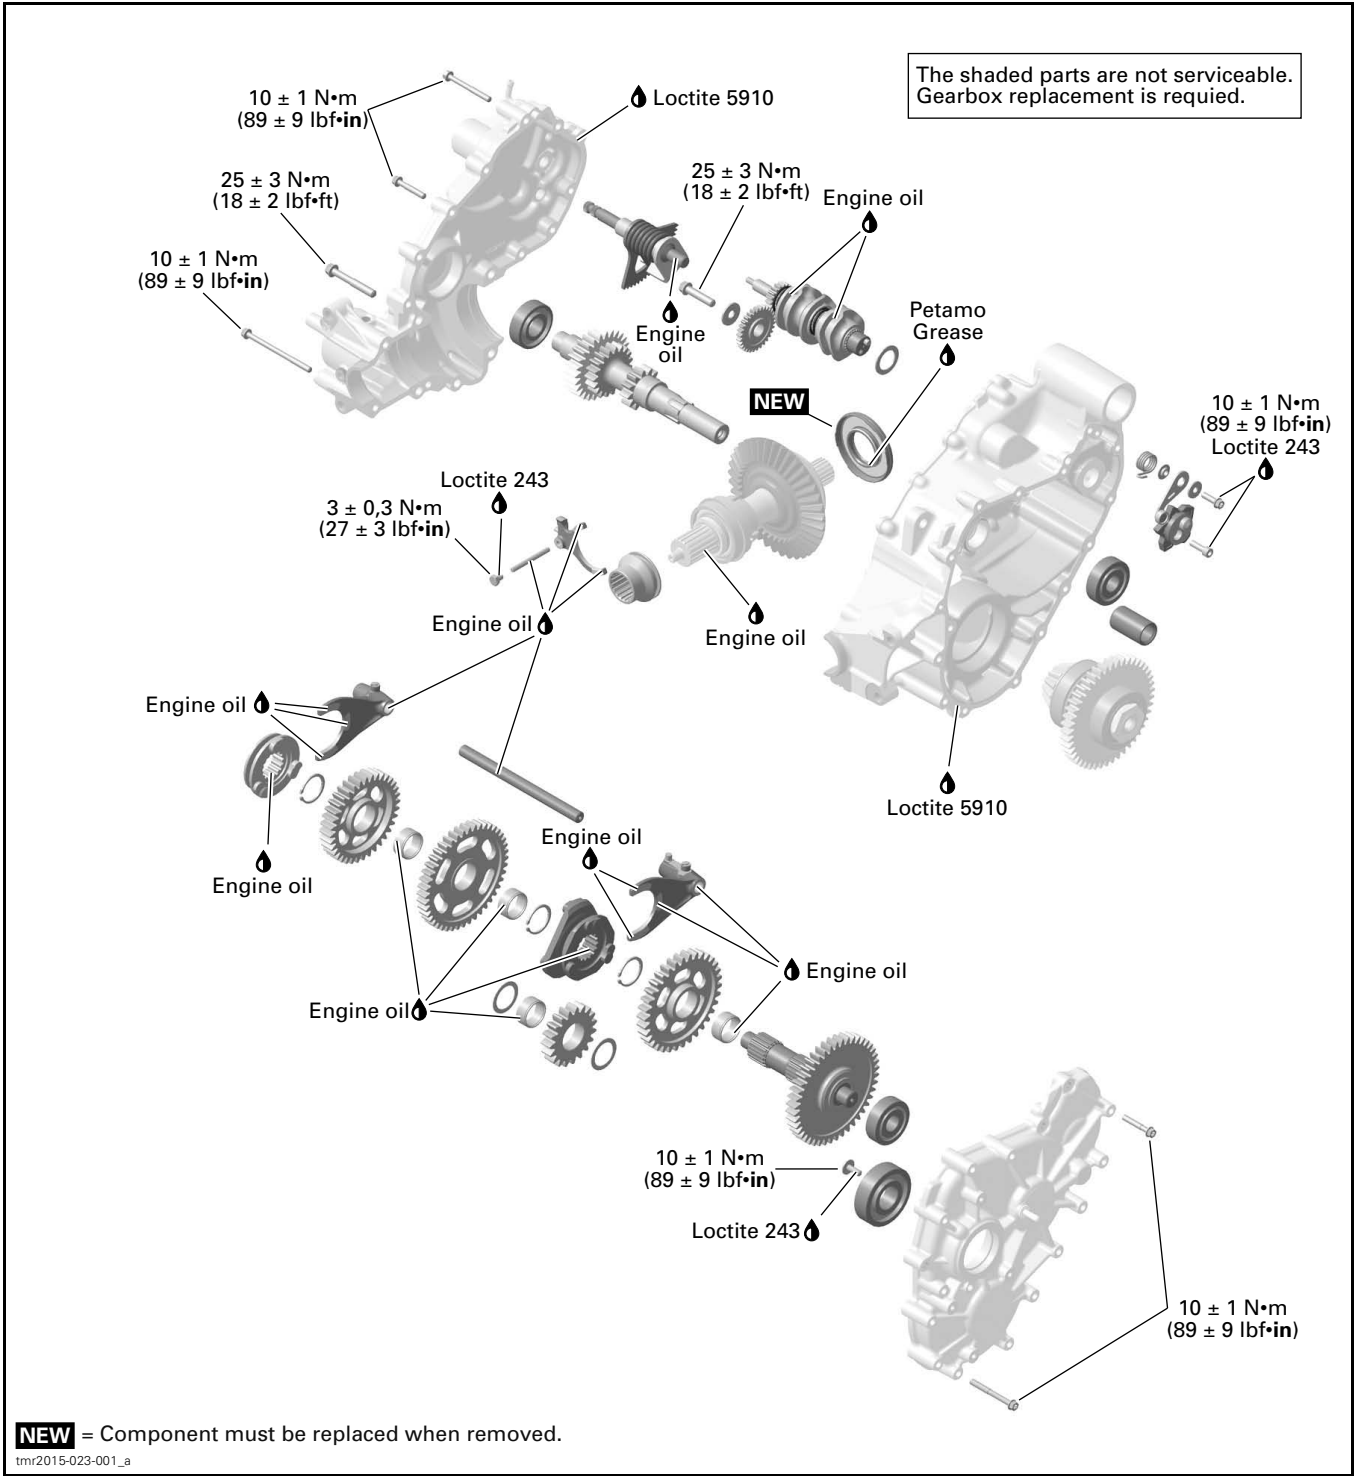 The shaded parts are not serviceable.
Gearbox replacement is requied.
10 ± 1 N•m
(89 ± 9 lbf•in)
Loctite 5910
25 ± 3 N•m
(18 ± 2 lbf•ft)
25 ± 3 N•m
(18 ± 2 lbf•ft)
Engine oil
10 ± 1 N•m
(89 ± 9 lbf•in)
Engine
oil
Petamo
Grease
NEW
10 ± 1 N•m
(89 ± 9 lbf•in)
Loctite 243
Loctite 243
3 ± 0,3 N•m
(27 ± 3 lbf•in)
Engine oil
Engine oil
Engine oil
Loctite 5910
Engine oil
Engine oil
Engine oil
Engine oil
10 ± 1 N•m
(89 ± 9 lbf•in)
Loctite 243
10 ± 1 N•m
(89 ± 9 lbf•in)
NEW = Component must be replaced when removed.
tmr2015-023-001_a